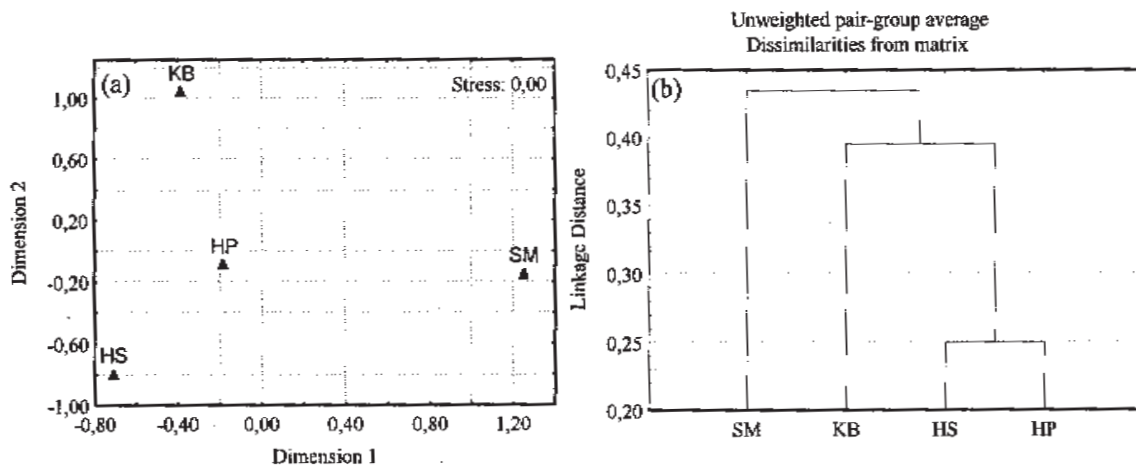 (a)
KB
Stress: 0,00
1,00
0,60
0,20
-0,20
-0,60
-1,00
HP
SM
HS
Dimension 2
-0,80
-0,40
0,00
0,40
0,80
1,20
Dimension 1
Unweighted pair-group average
Dissimilarities from matrix
(b)
0,45
0,40
0,35
0,30
0,25
0,20
Linkage Distance
SM
KB
HS
HP